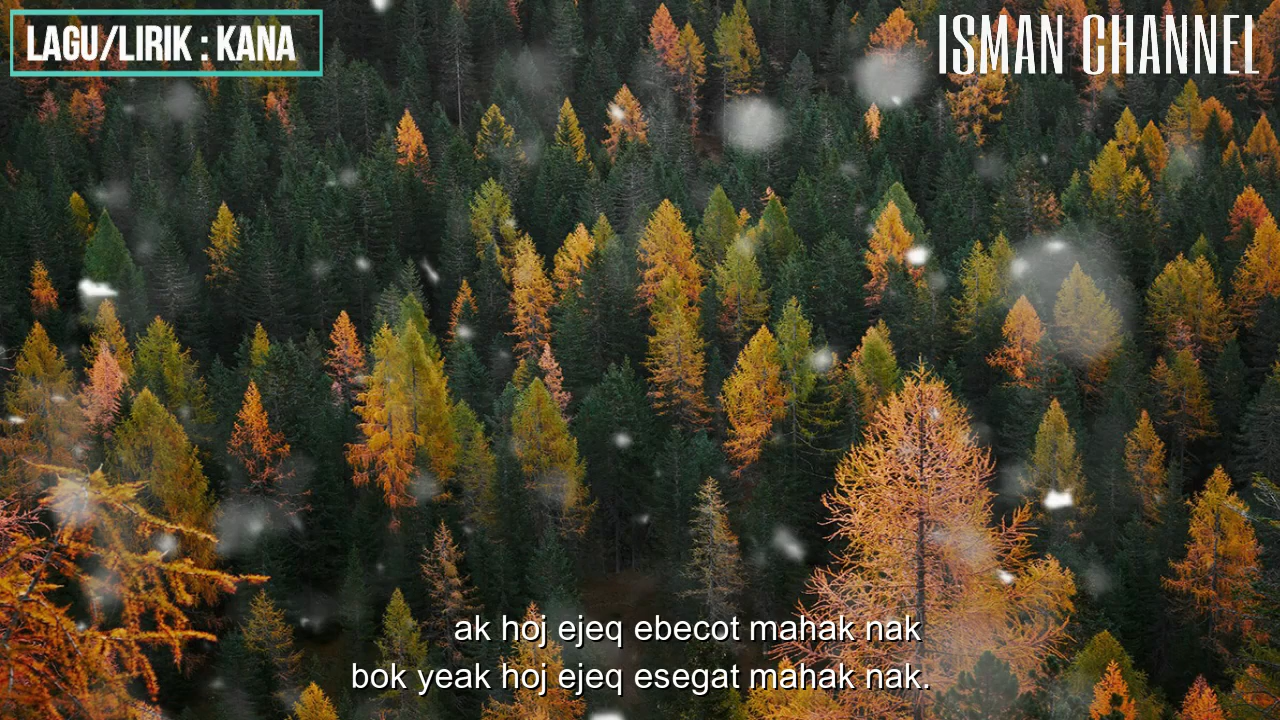 LAGU/LIRIK : KANA
ISMAN CHANNEL
ak hoj ejeq ebecot mahak nak
bok yeak hoj ejeq esegat mahak nak.